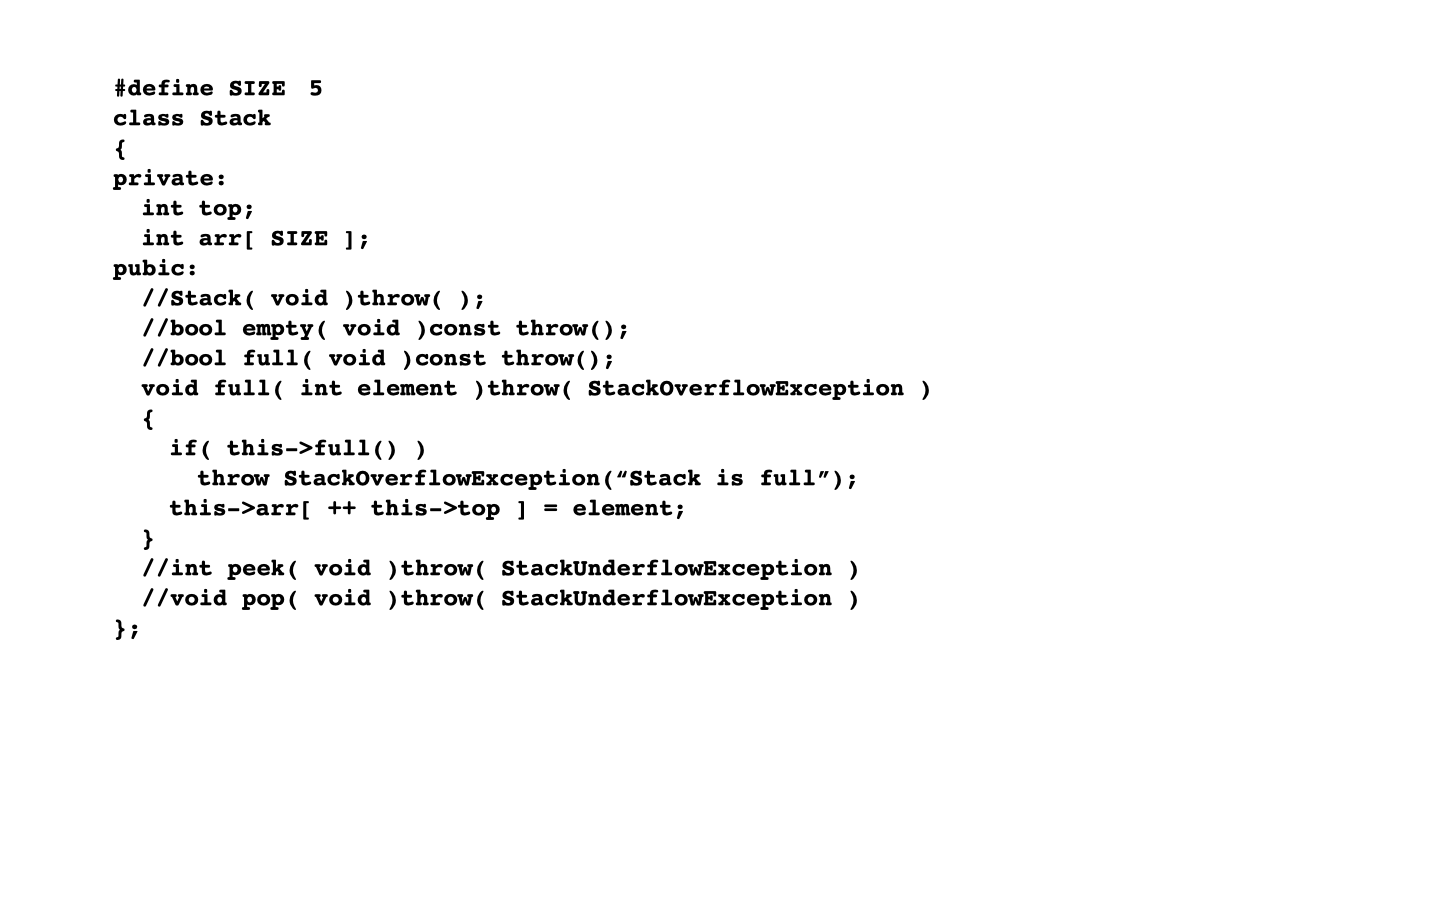 #define SIZE 5
class Stack
{
private:
  int top;
  int arr[ SIZE ];
pubic:
  //Stack( void )throw( );
  //bool empty( void )const throw();
  //bool full( void )const throw();
  void full( int element )throw( StackOverflowException )
  {
    if( this->full() )
      throw StackOverflowException(“Stack is full”);
    this->arr[ ++ this->top ] = element;
  }
  //int peek( void )throw( StackUnderflowException )
  //void pop( void )throw( StackUnderflowException )
};